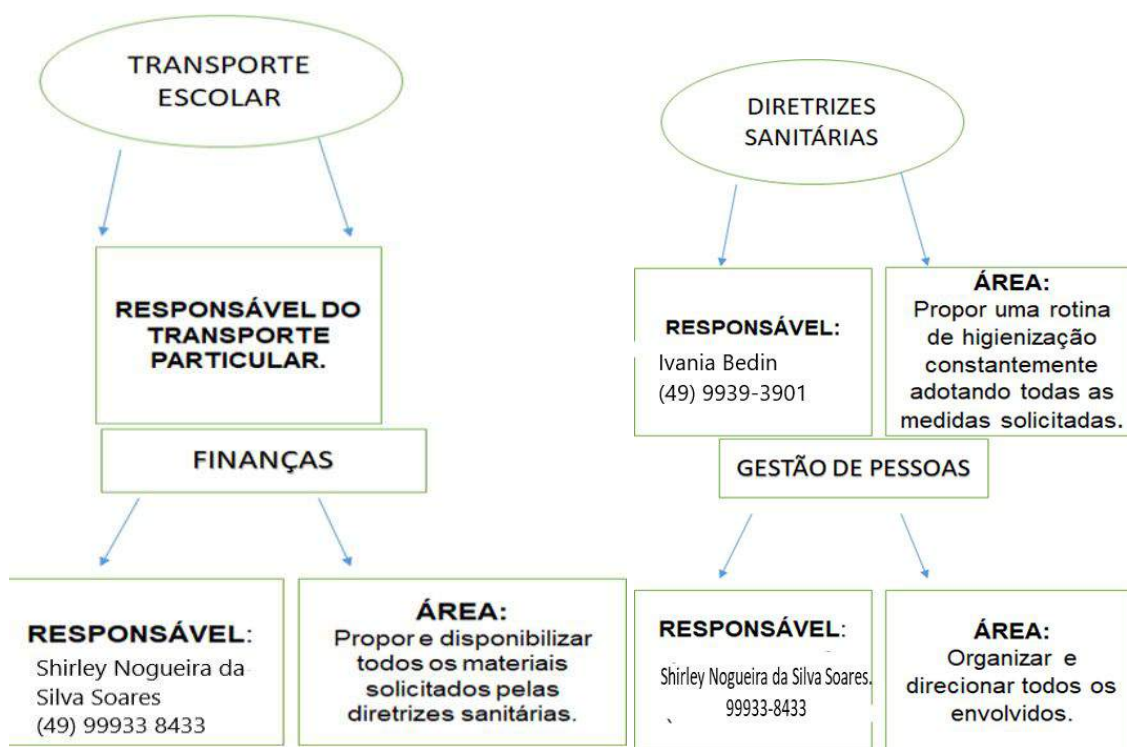 TRANSPORTE
ESCOLAR
RESPONSÁVEL DO
TRANSPORTE
PARTICULAR.
DIRETRIZES
SANITÁRIAS
RESPONSÁVEL:
Ivania Bedin
(49) 9939-3901
ÁREA:
Propor uma rotina
de higienização
constantemente
adotando todas as
medidas solicitadas.
FINANÇAS
RESPONSÁVEL:
Shirley Nogueira da
Silva Soares
(49) 99933 8433
ÁREA:
Propor e disponibilizar
todos os materiais
solicitados pelas
diretrizes sanitárias.
GESTÃO DE PESSOAS
RESPONSÁVEL:
Shirley Nogueira da Silva Soares.
99933-8433
ÁREA:
Organizar e
direcionar todos os
envolvidos.